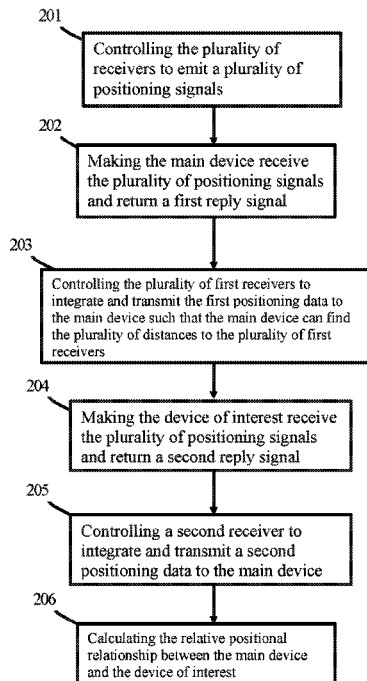 201
Controlling the plurality of
receivers to emit a plurality of
positioning signals
202
Making the main device receive
the plurality of positioning signals
and return a first reply signal
203
Controlling the plurality of first receivers to
integrate and transmit the first positioning data to
the main device such that the main device can find
the plurality of distances to the plurality of first
receivers
204
Making the device of interest receive
the plurality of positioning signals
and return a second reply signal
205
Controlling a second receiver to
integrate and transmit a second
positioning data to the main device
206
Calculating the relative positional
relationship between the main device
and the device of interest